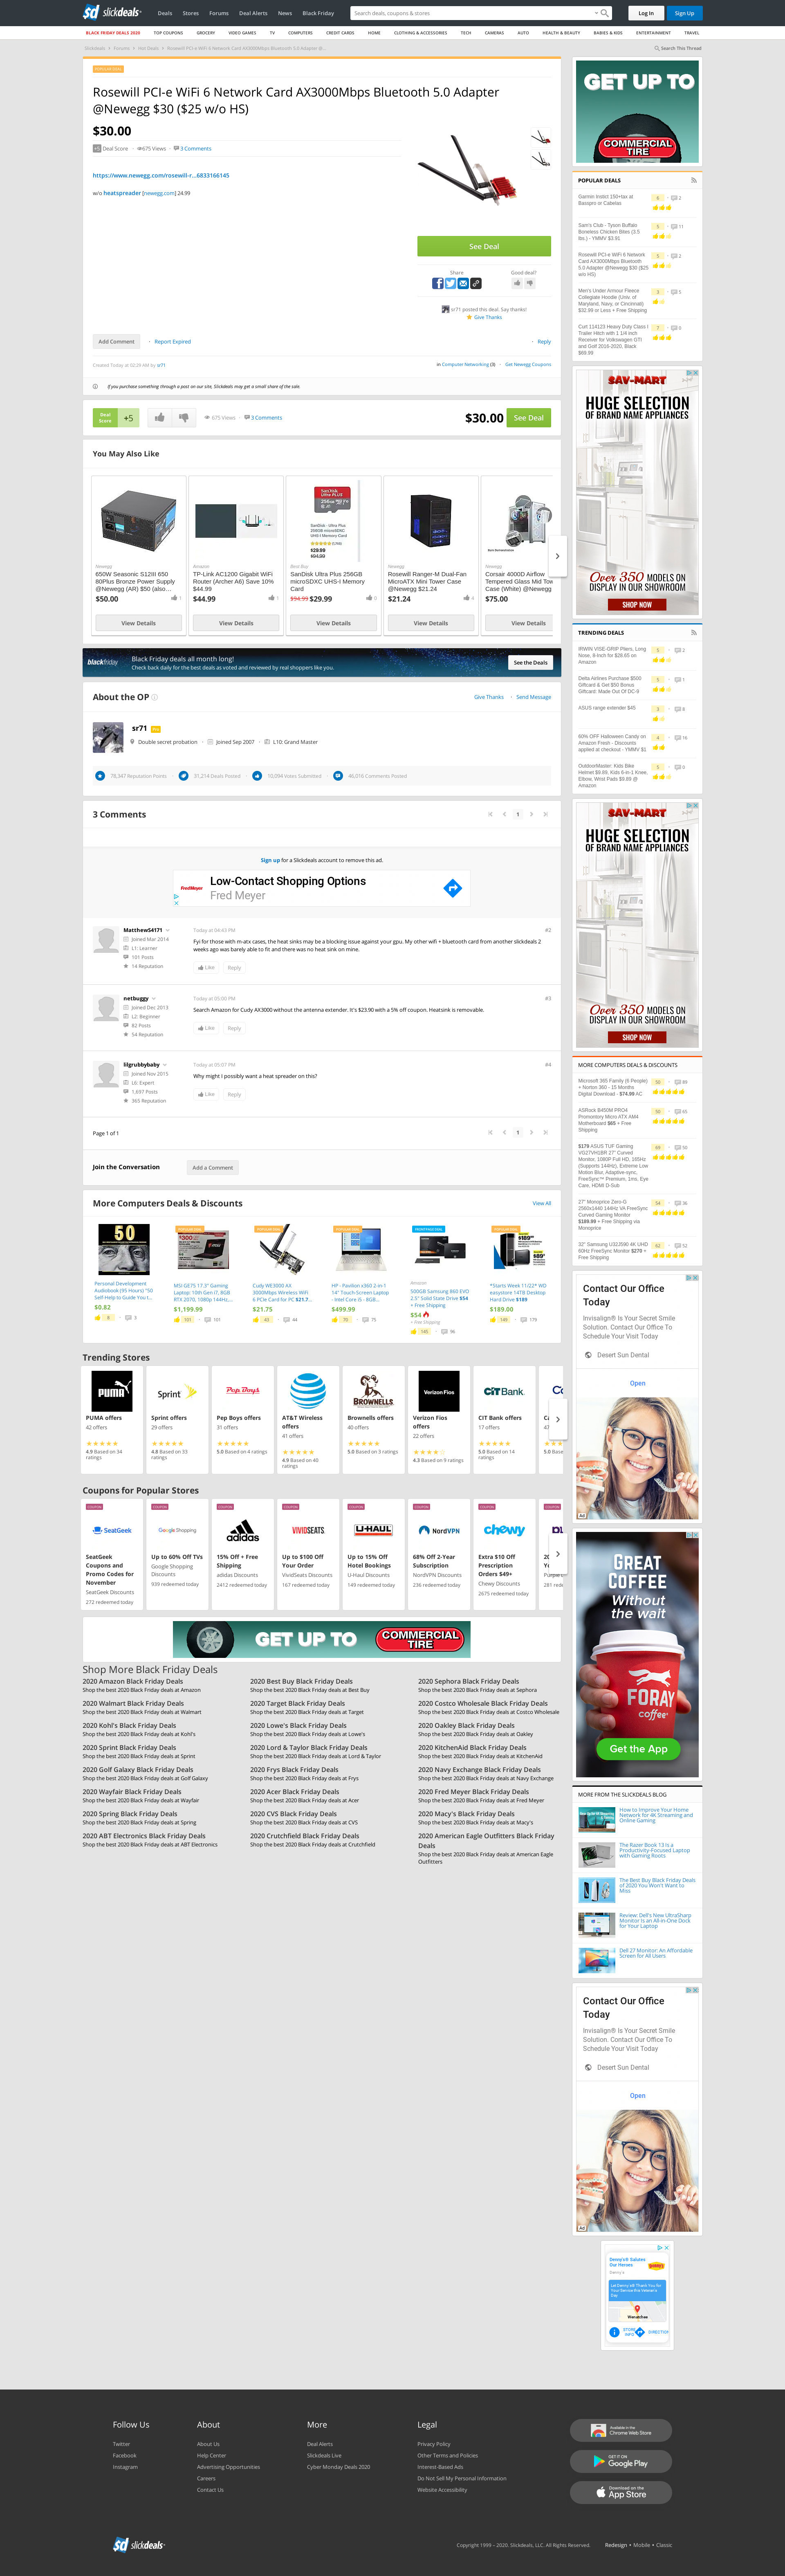 slickdeals
Deals Stores Forums Deal Alerts News Black Friday
Search deals, coupons & stores
Log In Sign Up
BLACK FRIDAY DEALS 2020 TOP COUPONS GROCERY VIDEO GAMES TV COMPUTERS CREDIT CARDS HOME CLOTHING & ACCESSORIES TECH CAMERAS AUTO HEALTH & BEAUTY BABIES & KIDS ENTERTAINMENT TRAVEL
Slickdeals > Forums > Hot Deals > Rosewill PCI-e WiFi 6 Network Card AX3000Mbps Bluetooth 5.0 Adapter @...
Search This Thread
Rosewill PCI-e WiFi 6 Network Card AX3000Mbps Bluetooth 5.0 Adapter
@Newegg $30 ($25 w/o HS)
$30.00
+5 Deal Score 675 Views 3 Comments
https://www.newegg.com/rosewill-r...6833166145
w/o heatspreader [newegg.com] 24.99
See Deal
Share
Good deal?
sr71 posted this deal. Say thanks!
Give Thanks
Add Comment Report Expired
Reply
Created Today at 02:28 AM by sr71
in Computer Networking (3) Get Newegg Coupons
If you purchase something through a post on our site, Slickdeals may get a small share of the sale.
Deal
Score
+5
675 Views 3 Comments
$30.00 See Deal
You May Also Like
Newegg
650W Seasonic S12III 650
80Plus Bronze Power Supply
@Newegg (AR) $50 (also...
$50.00 1
View Details
Amazon
TP-Link AC1200 Gigabit WiFi
Router (Archer A6) Save 10%
$44.99
$44.99 1
View Details
Best Buy
SanDisk Ultra Plus 256GB
microSDXC UHS-I Memory
Card
$94.99 $29.99 0
View Details
Newegg
Rosewill Ranger-M Dual-Fan
MicroATX Mini Tower Case
@Newegg $21.24
$21.24 4
View Details
Newegg
Corsair 4000D Airflow
Tempered Glass Mid Tow
Case (White) @Newegg
$75.00
View Details
blackfriday
Black Friday deals all month long!
Check back daily for the best deals as voted and reviewed by real shoppers like you.
See the Deals
About the OP
Give Thanks Send Message
sr71 Pro
Double secret probation Joined Sep 2007 L10: Grand Master
78,347 Reputation Points 31,214 Deals Posted 10,094 Votes Submitted 46,016 Comments Posted
3 Comments
1
Sign up for a Slickdeals account to remove this ad.
Fred Meyer
Low-Contact Shopping Options
Fred Meyer
MatthewS4171
Joined Mar 2014
L1: Learner
101 Posts
14 Reputation
Today at 04:43 PM
#2
Fyi for those with m-atx cases, the heat sinks may be a blocking issue against your gpu. My other wifi + bluetooth card from another slickdeals 2
weeks ago was barely able to fit and there was no heat sink on mine.
Like Reply
netbuggy
Joined Dec 2013
L2: Beginner
82 Posts
54 Reputation
Today at 05:00 PM
#3
Search Amazon for Cudy AX3000 without the antenna extender. It's $23.90 with a 5% off coupon. Heatsink is removable.
Like Reply
lilgrubbybaby
Joined Nov 2015
L6: Expert
1,697 Posts
365 Reputation
Today at 05:07 PM
#4
Why might I possibly want a heat spreader on this?
Like Reply
Page 1 of 1
1
Join the Conversation
Add a Comment
More Computers Deals & Discounts
View All
Personal Development
Audiobook (95 Hours) "50
Self-Help to Guide You t...
$0.82
8 3
MSI GE75 17.3" Gaming
Laptop: 10th Gen i7, 8GB
RTX 2070, 1080p 144Hz,...
$1,199.99
101 101
Cudy WE3000 AX
3000Mbps Wireless WiFi
6 PCIe Card for PC $21.7...
$21.75
43 44
HP - Pavilion x360 2-in-1
14" Touch-Screen Laptop
- Intel Core i5 - 8GB...
$499.99
70 75
Amazon
500GB Samsung 860 EVO
2.5" Solid State Drive $54
+ Free Shipping
$54
+ Free Shipping
145 96
*Starts Week 11/22* WD
easystore 14TB Desktop
Hard Drive $189
$189.00
149 179
Trending Stores
PUMA offers
42 offers
4.9 Based on 34
ratings
Sprint offers
29 offers
4.8 Based on 33
ratings
Pep Boys offers
31 offers
5.0 Based on 4 ratings
AT&T Wireless
offers
41 offers
4.9 Based on 40
ratings
Brownells offers
40 offers
5.0 Based on 3 ratings
Verizon Fios
offers
22 offers
4.3 Based on 9 ratings
CIT Bank offers
17 offers
5.0 Based on 14
ratings
Coupons for Popular Stores
COUPON
SeatGeek
SeatGeek
Coupons and
Promo Codes for
November
SeatGeek Discounts
272 redeemed today
COUPON
Google Shopping
Up to 60% Off TVs
Google Shopping
Discounts
939 redeemed today
COUPON
adidas
15% Off + Free
Shipping
adidas Discounts
2412 redeemed today
COUPON
VIVIDSEATS
Up to $100 Off
Your Order
VividSeats Discounts
167 redeemed today
COUPON
U-HAUL
Up to 15% Off
Hotel Bookings
U-Haul Discounts
149 redeemed today
COUPON
NordVPN
68% Off 2-Year
Subscription
NordVPN Discounts
236 redeemed today
COUPON
chewy
Extra $10 Off
Prescription
Orders $49+
Chewy Discounts
2675 redeemed today
GET UP TO COMMERCIAL TIRE
Shop More Black Friday Deals
2020 Amazon Black Friday Deals
Shop the best 2020 Black Friday deals at Amazon
2020 Best Buy Black Friday Deals
Shop the best 2020 Black Friday deals at Best Buy
2020 Sephora Black Friday Deals
Shop the best 2020 Black Friday deals at Sephora
2020 Walmart Black Friday Deals
Shop the best 2020 Black Friday deals at Walmart
2020 Target Black Friday Deals
Shop the best 2020 Black Friday deals at Target
2020 Costco Wholesale Black Friday Deals
Shop the best 2020 Black Friday deals at Costco Wholesale
2020 Kohl's Black Friday Deals
Shop the best 2020 Black Friday deals at Kohl's
2020 Lowe's Black Friday Deals
Shop the best 2020 Black Friday deals at Lowe's
2020 Oakley Black Friday Deals
Shop the best 2020 Black Friday deals at Oakley
2020 Sprint Black Friday Deals
Shop the best 2020 Black Friday deals at Sprint
2020 Lord & Taylor Black Friday Deals
Shop the best 2020 Black Friday deals at Lord & Taylor
2020 KitchenAid Black Friday Deals
Shop the best 2020 Black Friday deals at KitchenAid
2020 Golf Galaxy Black Friday Deals
Shop the best 2020 Black Friday deals at Golf Galaxy
2020 Frys Black Friday Deals
Shop the best 2020 Black Friday deals at Frys
2020 Navy Exchange Black Friday Deals
Shop the best 2020 Black Friday deals at Navy Exchange
2020 Wayfair Black Friday Deals
Shop the best 2020 Black Friday deals at Wayfair
2020 Acer Black Friday Deals
Shop the best 2020 Black Friday deals at Acer
2020 Fred Meyer Black Friday Deals
Shop the best 2020 Black Friday deals at Fred Meyer
2020 Spring Black Friday Deals
Shop the best 2020 Black Friday deals at Spring
2020 CVS Black Friday Deals
Shop the best 2020 Black Friday deals at CVS
2020 Macy's Black Friday Deals
Shop the best 2020 Black Friday deals at Macy's
2020 ABT Electronics Black Friday Deals
Shop the best 2020 Black Friday deals at ABT Electronics
2020 Crutchfield Black Friday Deals
Shop the best 2020 Black Friday deals at Crutchfield
2020 American Eagle Outfitters Black Friday
Deals
Shop the best 2020 Black Friday deals at American Eagle
Outfitters
GET UP TO
COMMERCIAL
TIRE
POPULAR DEALS
Garmin Instint 150+tax at
Basspro or Cabelas
Sam's Club - Tyson Buffalo
Boneless Chicken Bites (3.5
lbs.) - YMMV $3.91
Rosewill PCI-e WiFi 6 Network
Card AX3000Mbps Bluetooth
5.0 Adapter @Newegg $30 ($25
w/o HS)
Men's Under Armour Fleece
Collegiate Hoodie (Univ. of
Maryland, Navy, or Cincinnati)
$32.99 or Less + Free Shipping
Curt 114123 Heavy Duty Class I
Trailer Hitch with 1 1/4 inch
Receiver for Volkswagen GTI
and Golf 2016-2020, Black
$69.99
SAV-MART
HUGE SELECTION
OF BRAND NAME APPLIANCES
Over 350 MODELS
ON DISPLAY IN OUR SHOWROOM
SHOP NOW
TRENDING DEALS
IRWIN VISE-GRIP Pliers, Long
Nose, 8-Inch for $28.65 on
Amazon
Delta Airlines Purchase $500
Giftcard & Get $50 Bonus
Giftcard: Made Out Of DC-9
ASUS range extender $45
60% OFF Halloween Candy on
Amazon Fresh - Discounts
applied at checkout - YMMV $1
OutdoorMaster: Kids Bike
Helmet $9.89, Kids 6-in-1 Knee,
Elbow, Wrist Pads $9.89 @
Amazon
SAV-MART
HUGE SELECTION
OF BRAND NAME APPLIANCES
Over 350 MODELS
ON DISPLAY IN OUR SHOWROOM
SHOP NOW
MORE COMPUTERS DEALS & DISCOUNTS
Microsoft 365 Family (6 People)
+ Norton 360 - 15 Months
Digital Download - $74.99 AC
ASRock B450M PRO4
Promontory Micro ATX AM4
Motherboard $65 + Free
Shipping
$179 ASUS TUF Gaming
VG27VH1BR 27" Curved
Monitor, 1080P Full HD, 165Hz
(Supports 144Hz), Extreme Low
Motion Blur, Adaptive-sync,
FreeSync™ Premium, 1ms, Eye
Care, HDMI D-Sub
27" Monoprice Zero-G
2560x1440 144Hz VA FreeSync
Curved Gaming Monitor
$189.99 + Free Shipping via
Monoprice
32" Samsung U32J590 4K UHD
60Hz FreeSync Monitor $270 +
Free Shipping
Contact Our Office
Today
Invisalign® Is Your Secret Smile
Solution. Contact Our Office To
Schedule Your Visit Today
Desert Sun Dental
Open
Ad
GREAT
COFFEE
Without
the wait
FORAY
coffee
Get the App
MORE FROM THE SLICKDEALS BLOG
How to Improve Your Home
Network for 4K Streaming and
Online Gaming
The Razer Book 13 Is a
Productivity-Focused Laptop
with Gaming Roots
The Best Buy Black Friday Deals
of 2020 You Won't Want to
Miss
Review: Dell's New UltraSharp
Monitor Is an All-in-One Dock
for Your Laptop
Dell 27 Monitor: An Affordable
Screen for All Users
Contact Our Office
Today
Invisalign® Is Your Secret Smile
Solution. Contact Our Office To
Schedule Your Visit Today
Desert Sun Dental
Open
Ad
Denny's® Salutes
Our Heroes
Denny's
Wenatchee
STORE
INFO
DIRECTION
Follow Us
Twitter
Facebook
Instagram
About
About Us
Help Center
Advertising Opportunities
Careers
Contact Us
More
Deal Alerts
Slickdeals Live
Cyber Monday Deals 2020
Legal
Privacy Policy
Other Terms and Policies
Interest-Based Ads
Do Not Sell My Personal Information
Website Accessibility
Available in the
Chrome Web Store
GET IT ON
Google Play
Download on the
App Store
slickdeals
Copyright 1999 - 2020. Slickdeals, LLC. All Rights Reserved.
Redesign • Mobile • Classic